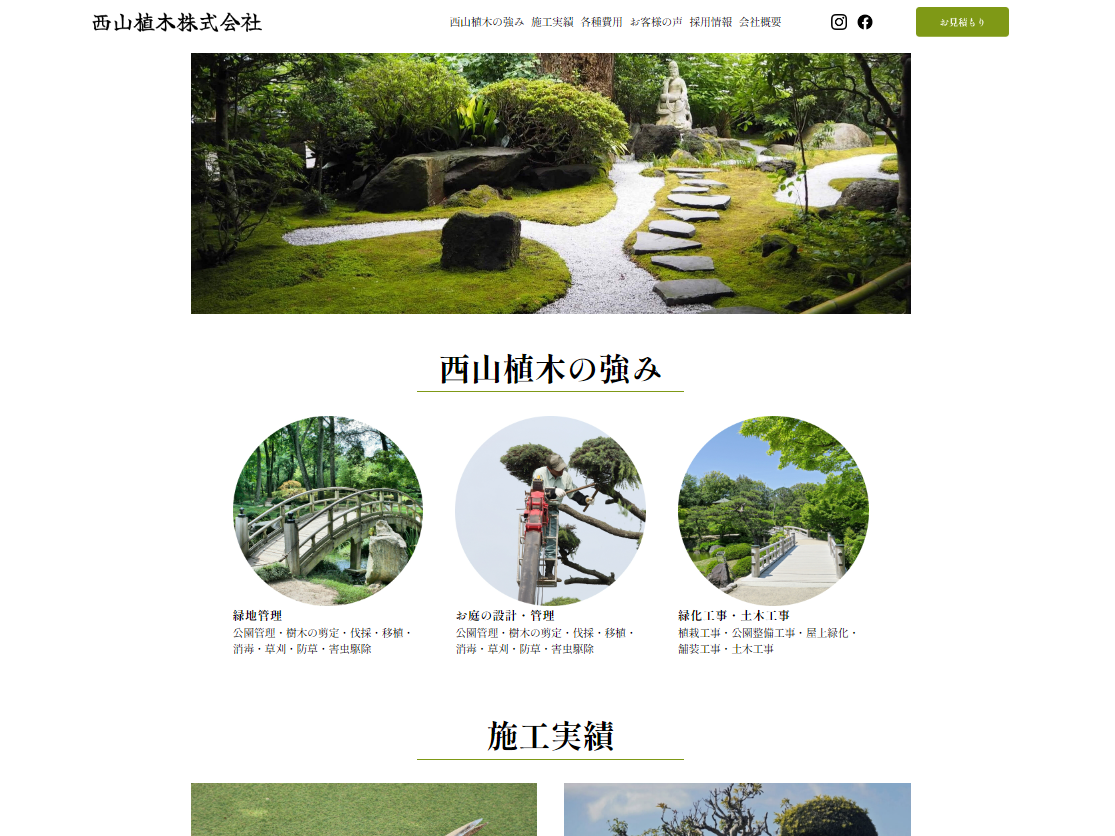 西山植木株式会社
西山植木の強み 施工実績 各種費用 お客様の声 採用情報 会社概要
お見積もり
西山植木の強み
緑地管理
公園管理・樹木の剪定・伐採・移植・
消毒・草刈・防草・害虫駆除
お庭の設計・管理
公園管理・樹木の剪定・伐採・移植・
消毒・草刈・防草・害虫駆除
緑化工事・土木工事
植栽工事・公園整備工事・屋上緑化・
舗装工事・土木工事
施工実績